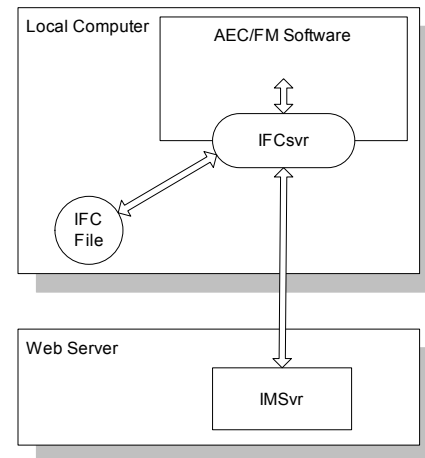 Local Computer
AEC/FM Software
IFCsvr
IFC
File
Web Server
IMSvr